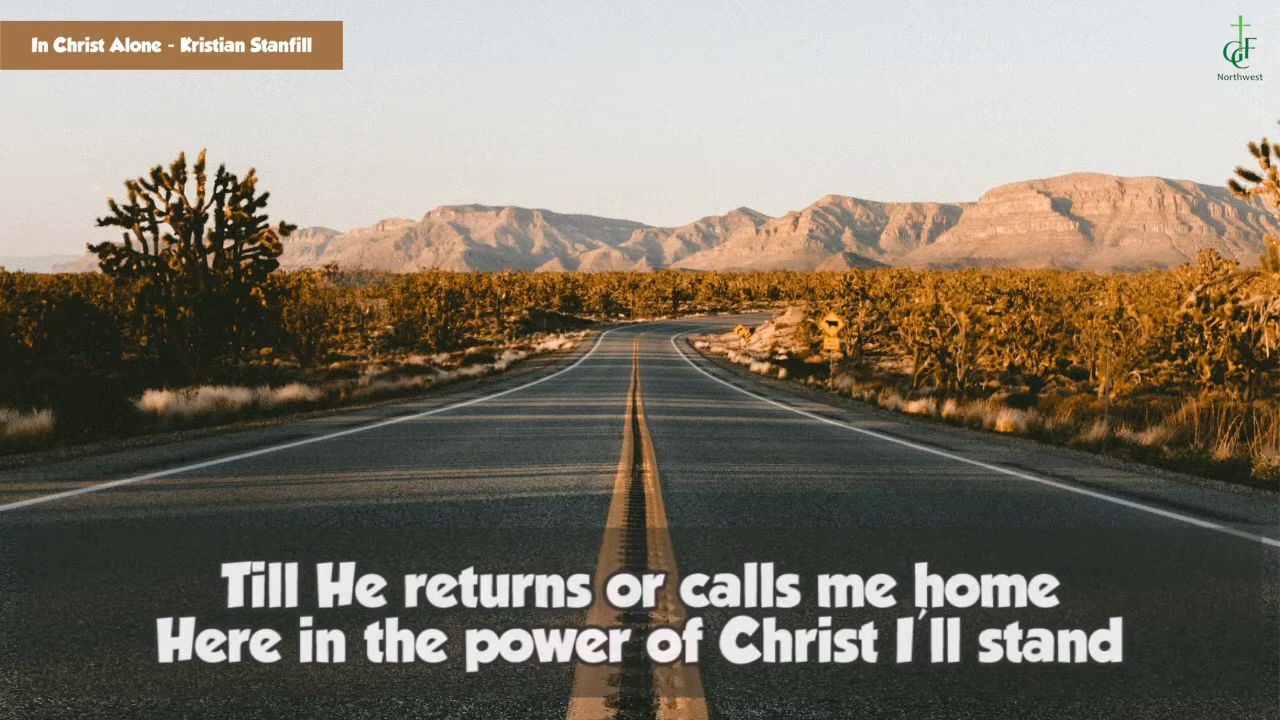 In Christ Alone - Kristian Stanfill
GCF
Northwest
Till He returns or calls me home
Here in the power of Christ I'll stand